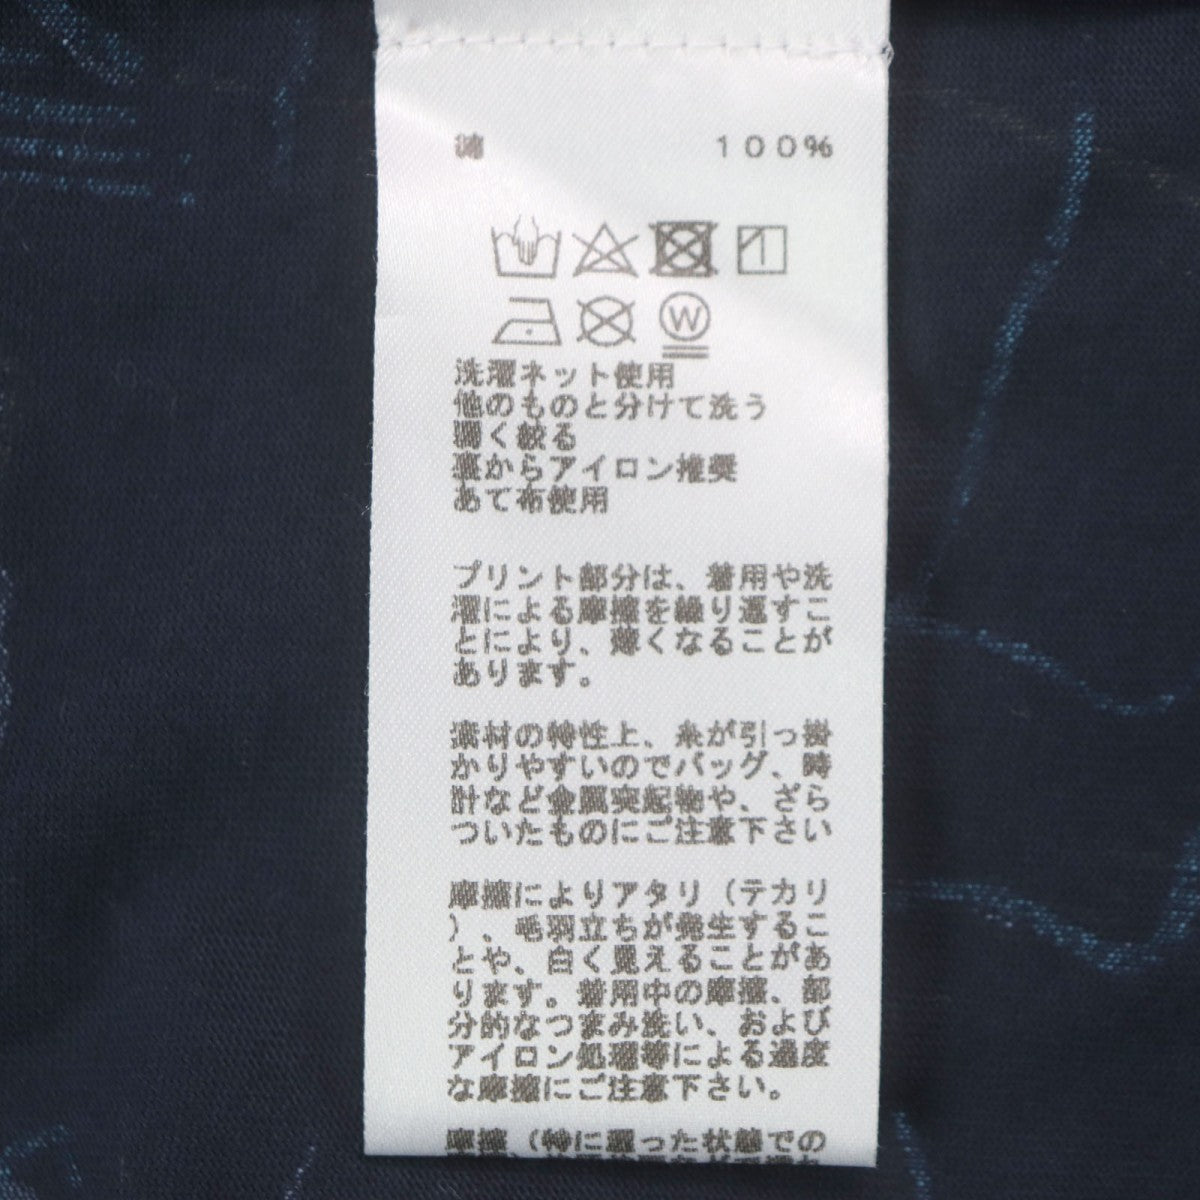 綿 100%
W
洗濯ネット使用
他のものと分けて洗う
弱く絞る
裏からアイロン推奨
あて布使用
プリント部分は、着用や洗
濯による摩擦を繰り返すこ
とにより、薄くなることが
あります。
素材の特性上、糸が引っ掛
かりやすいのでバッグ、時
計など金属突起物や、ざら
ついたものにご注意下さい
摩擦によりアタリ（テカリ
）、毛羽立ちが発生するこ
とや、白く見えることがあ
ります。着用中の摩擦、部
分的なつまみ洗い、および
アイロン処理等による過度
な摩擦にご注意下さい。
摩擦（特に湿った状態での